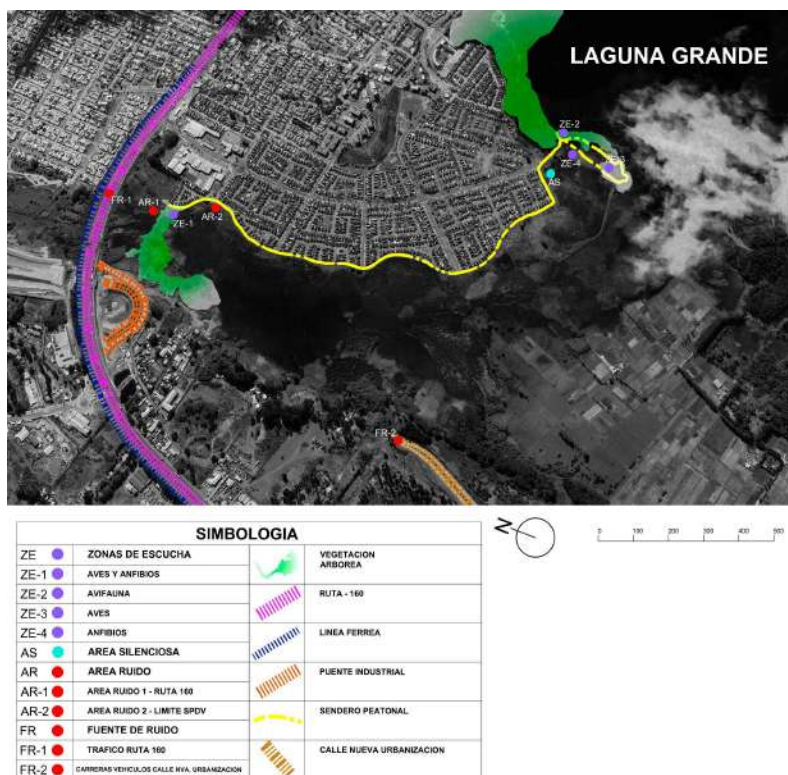 LAGUNA GRANDE
ZE-2
ZE-3
ZE-4
AS
FR-1
AR-1
AR-2
ZE-1
FR-2
SIMBOLOGIA
ZE ZONAS DE ESCUCHA
ZE-1 AVES Y ANFIBIOS
ZE-2 AVIFAUNA
ZE-3 AVES
ZE-4 ANFIBIOS
AS AREA SILENCIOSA
AR AREA RUIDO
AR-1 AREA RUIDO 1 - RUTA 160
AR-2 AREA RUIDO 2 - LIMITE SPDV
FR FUENTE DE RUIDO
FR-1 TRAFICO RUTA 160
FR-2 CARRERAS VEHICULOS CALLE NVA. URBANIZACION
VEGETACION
ARBOREA
RUTA - 160
LINEA FERREA
PUENTE INDUSTRIAL
SENDERO PEATONAL
CALLE NUEVA URBANIZACION
N
0 100 200 300 400 500